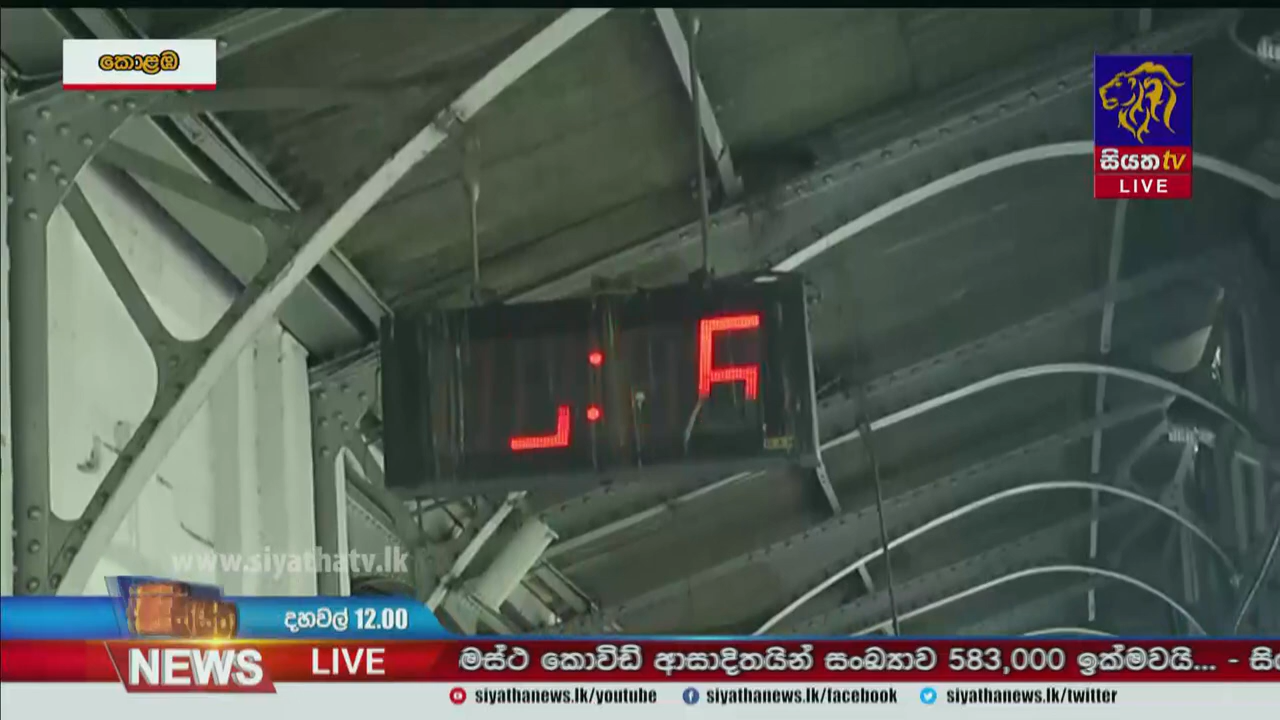 කොළඹ
සියත tv
LIVE
www.siyathatv.lk
දහවල් 12.00
NEWS LIVE
මස්ථ කොවිඩ් ආසාදිතයින් සංඛ්‍යාව 583,000 ඉක්මවයි... -
siyathanews.lk/youtube siyathanews.lk/facebook siyathanews.lk/twitter